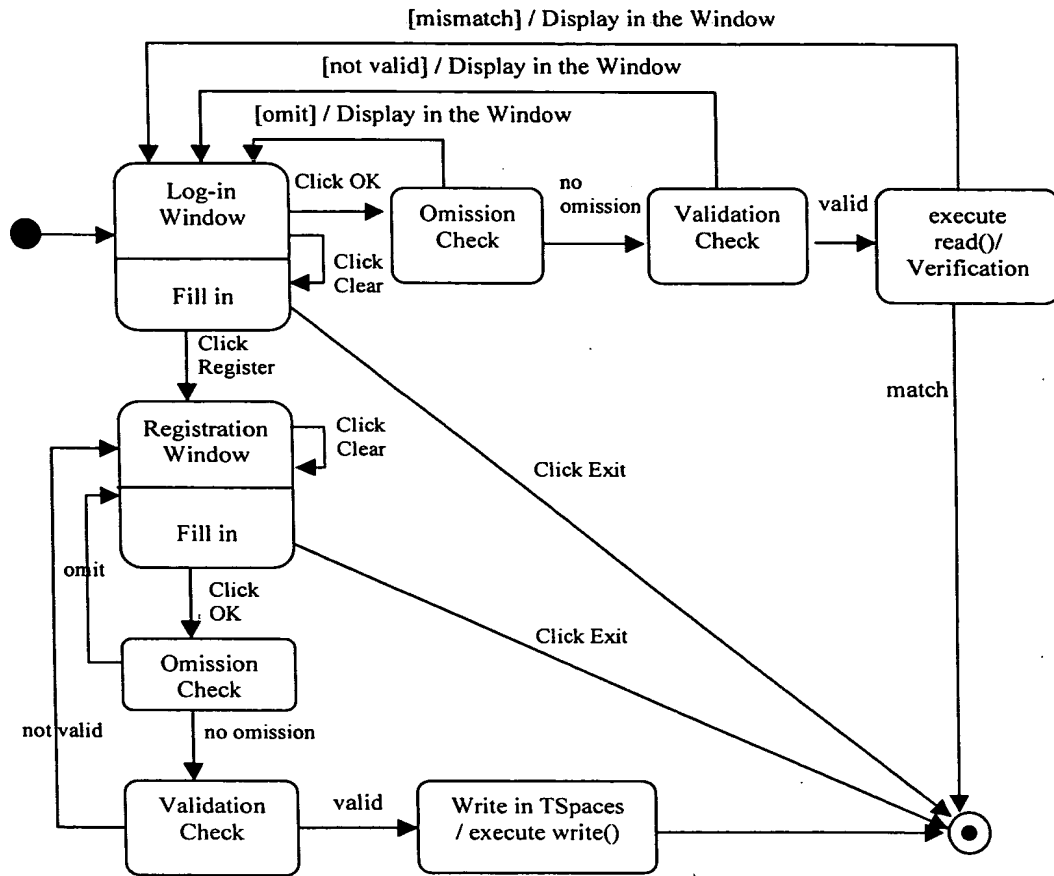 [mismatch] / Display in the Window
[not valid] / Display in the Window
[omit] / Display in the Window
Log-in
Window
Click OK
Omission
Check
no
omission
Validation
Check
valid
execute
read()/
Verification
Click
Clear
Fill in
Click
Register
match
Registration
Window
Click
Clear
Click Exit
Fill in
omit
Click
OK
Click Exit
Omission
Check
not valid
no omission
Validation
Check
valid
Write in TSpaces
/ execute write()